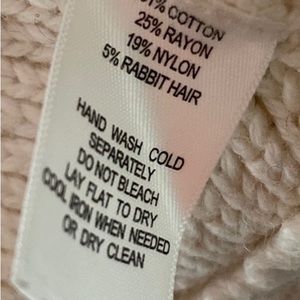 COTTON
25% RAYON
19% NYLON
5% RABBIT HAIR
HAND WASH COLD
SEPARATELY
DO NOT BLEACH
LAY FLAT TO DRY
COOL IRON WHEN NEEDED
OR DRY CLEAN